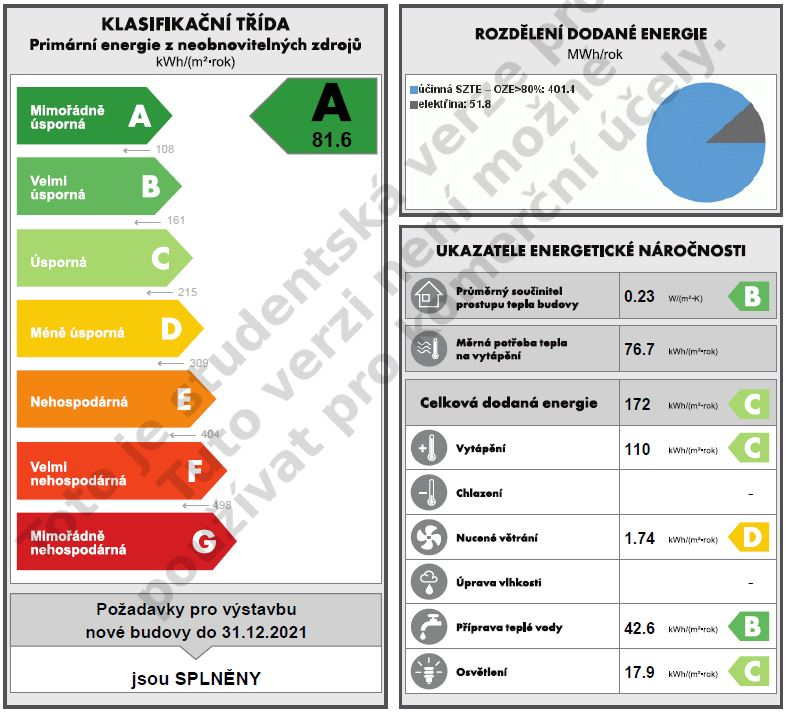 KLASIFIKAČNÍ TŘÍDA
Primární energie z neobnovitelných zdrojů
kWh/(m²•rok)
Mimořádně
úsporná
A
108
Velmi
úsporná
B
161
Úsporná
C
215
Méně úsporná
D
309
Nehospodárná
E
404
Velmi
nehospodárná
F
498
Mimořádně
nehospodárná
G
A
81.6
Požadavky pro výstavbu
nové budovy do 31.12.2021
jsou SPLNĚNY
ROZDĚLENÍ DODANÉ ENERGIE
MWh/rok
účinná SZTE – OZE>80%: 401.4
elektřina: 51.8
UKAZATELE ENERGETICKÉ NÁROČNOSTI
Průměrný součinitel
prostupu tepla budovy
0.23 W/(m²•K) B
Měrná potřeba tepla
na vytápění
76.7 kWh/(m²•rok)
Celková dodaná energie 172 kWh/(m²•rok) C
Vytápění 110 kWh/(m²•rok) C
Chlazení -
Nucené větrání 1.74 kWh/(m²•rok) D
Úprava vlhkosti -
Příprava teplé vody 42.6 kWh/(m²•rok) B
Osvětlení 17.9 kWh/(m²•rok) C
Toto je studentská verze pro
Tuto verzi není možné
používat pro komerční účely.